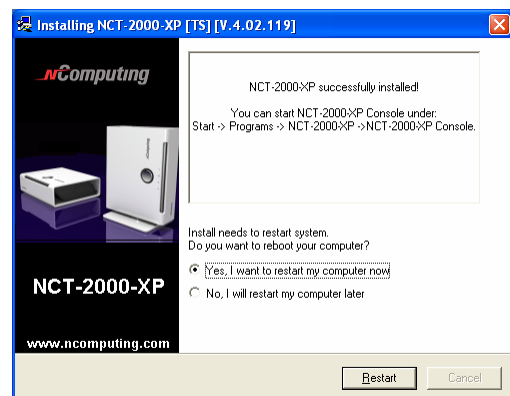 Installing NCT-2000-XP [TS] [V.4.02.119]
NComputing
NCT-2000-XP successfully installed!
You can start NCT-2000-XP Console under:
Start -> Programs -> NCT-2000-XP ->NCT-2000-XP Console.
Install needs to restart system.
Do you want to reboot your computer?
Yes, I want to restart my computer now
No, I will restart my computer later
NCT-2000-XP
www.ncomputing.com
Restart
Cancel